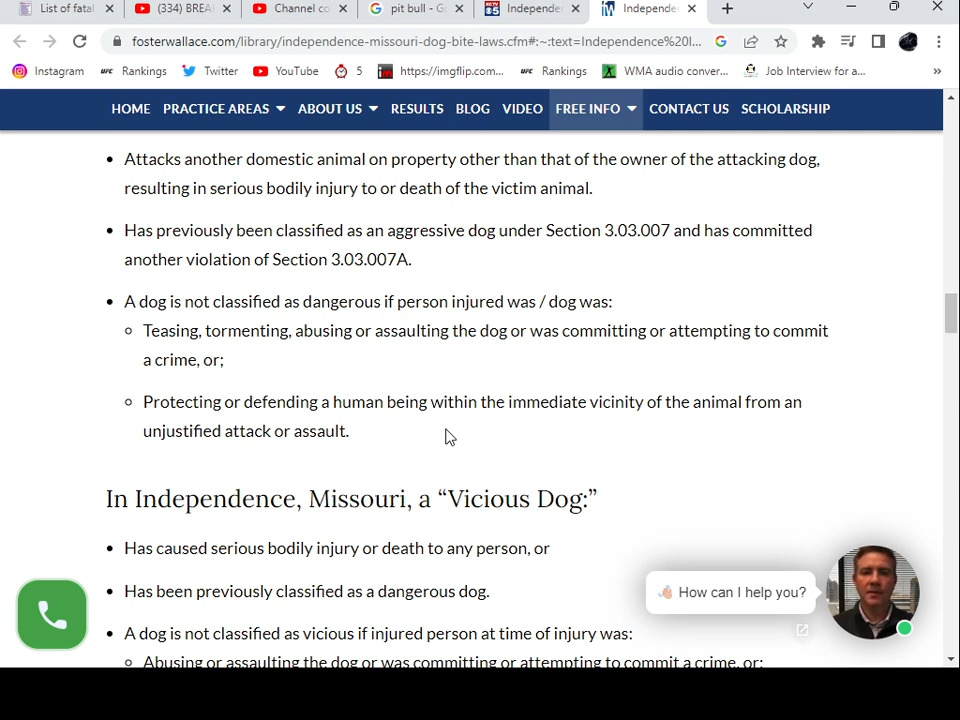 List of fatal
(334) BREA
Channel co
pit bull - G
Independen
Independen
fosterwallace.com/library/independence-missouri-dog-bite-laws.cfm#:~:text=Independence%20I...
Instagram
Rankings
Twitter
YouTube
5
https://imgflip.com...
Rankings
WMA audio conver...
Job Interview for a...
HOME PRACTICE AREAS ABOUT US RESULTS BLOG VIDEO FREE INFO CONTACT US SCHOLARSHIP
• Attacks another domestic animal on property other than that of the owner of the attacking dog,
resulting in serious bodily injury to or death of the victim animal.
• Has previously been classified as an aggressive dog under Section 3.03.007 and has committed
another violation of Section 3.03.007A.
• A dog is not classified as dangerous if person injured was / dog was:
Teasing, tormenting, abusing or assaulting the dog or was committing or attempting to commit
a crime, or;
Protecting or defending a human being within the immediate vicinity of the animal from an
unjustified attack or assault.
In Independence, Missouri, a “Vicious Dog:”
• Has caused serious bodily injury or death to any person, or
• Has been previously classified as a dangerous dog.
• A dog is not classified as vicious if injured person at time of injury was:
Abusing or assaulting the dog or was committing or attempting to commit a crime, or:
How can I help you?